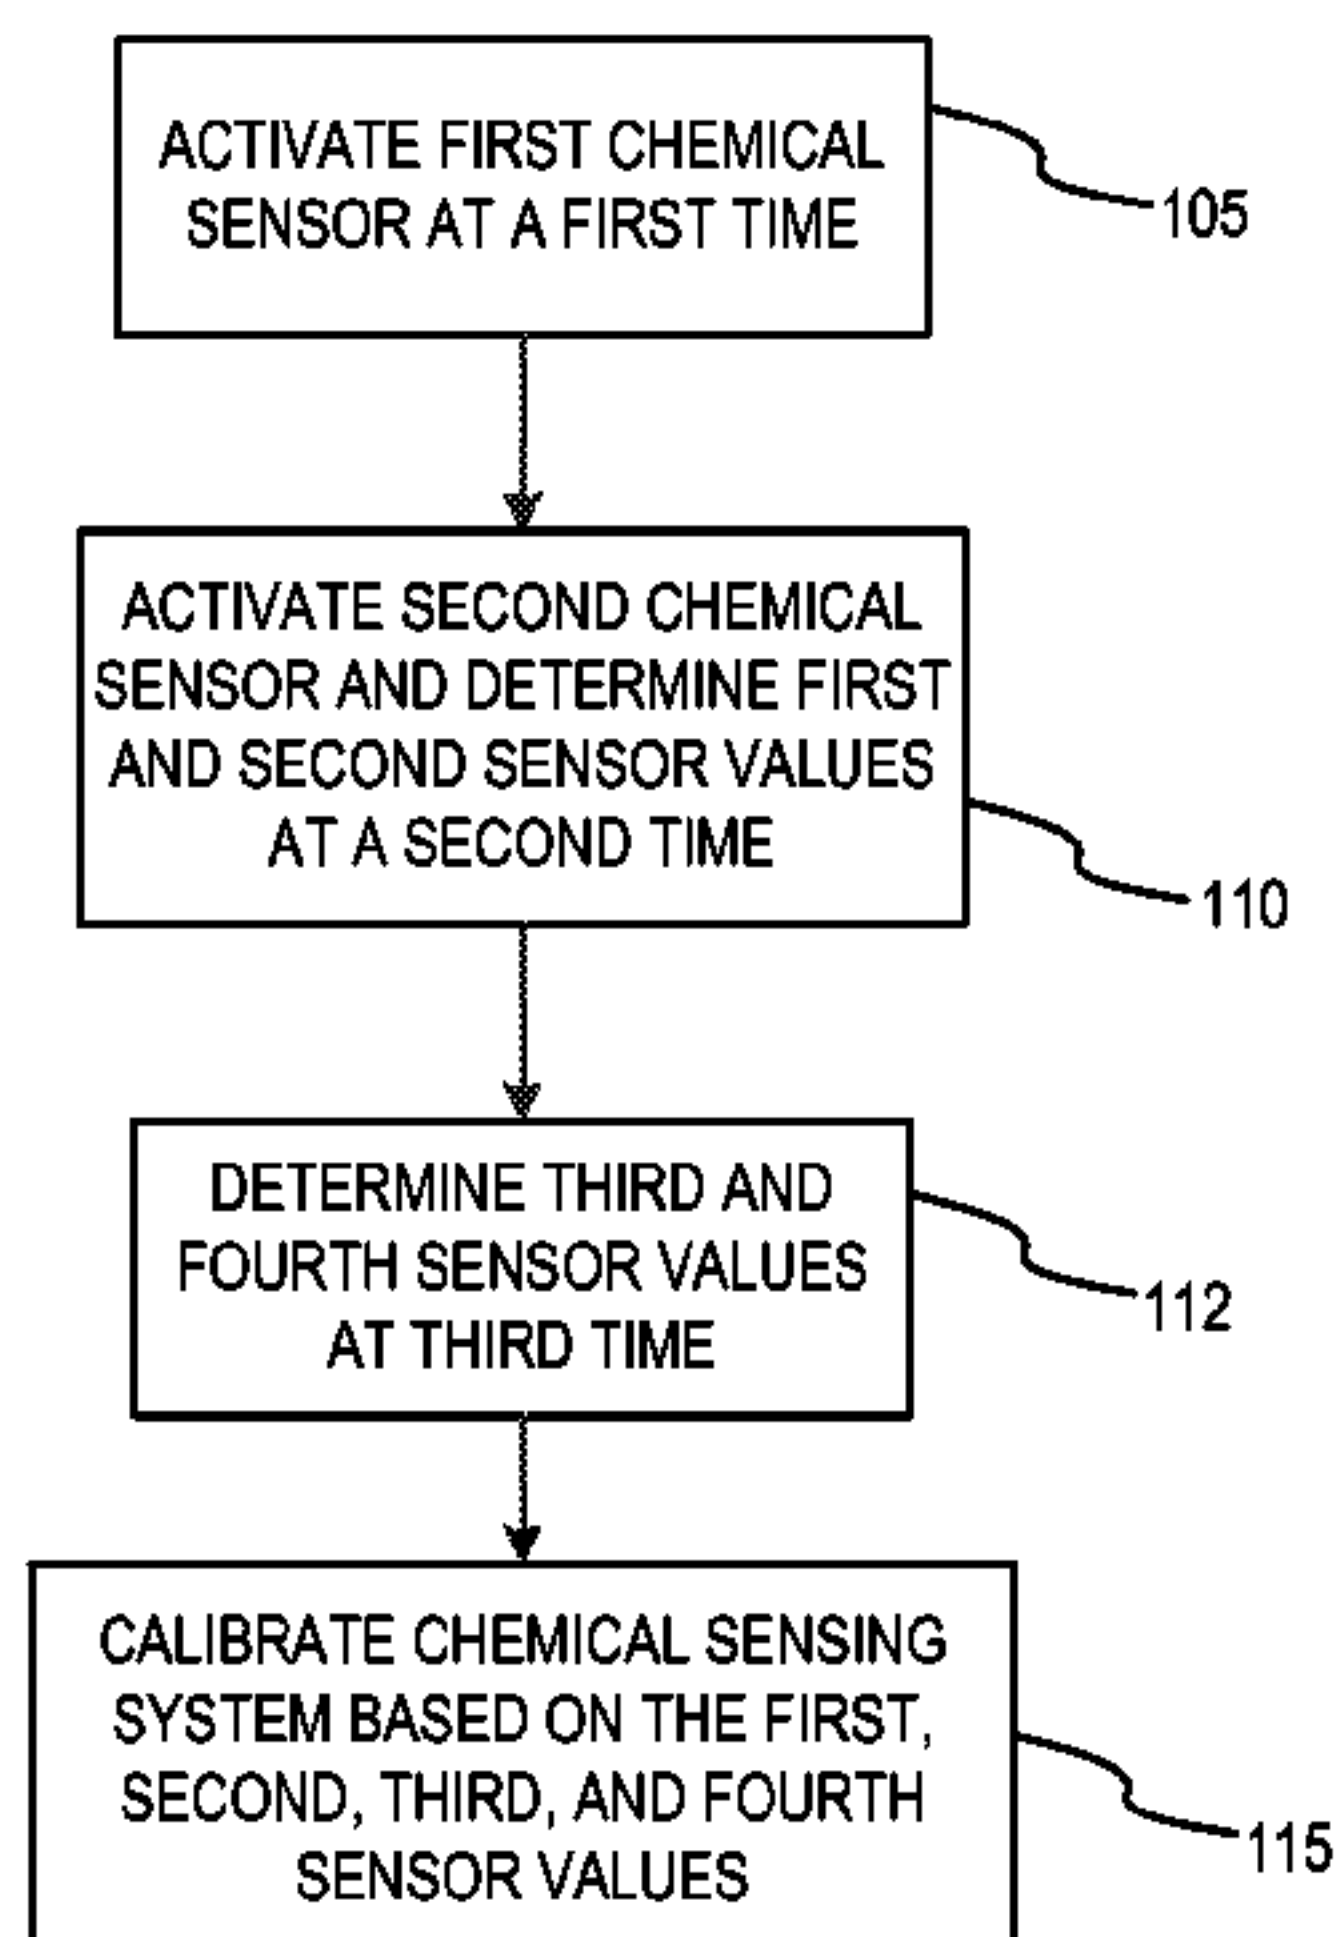 ACTIVATE FIRST CHEMICAL
SENSOR AT A FIRST TIME
105
ACTIVATE SECOND CHEMICAL
SENSOR AND DETERMINE FIRST
AND SECOND SENSOR VALUES
AT A SECOND TIME
110
DETERMINE THIRD AND
FOURTH SENSOR VALUES
AT THIRD TIME
112
CALIBRATE CHEMICAL SENSING
SYSTEM BASED ON THE FIRST,
SECOND, THIRD, AND FOURTH
SENSOR VALUES
115